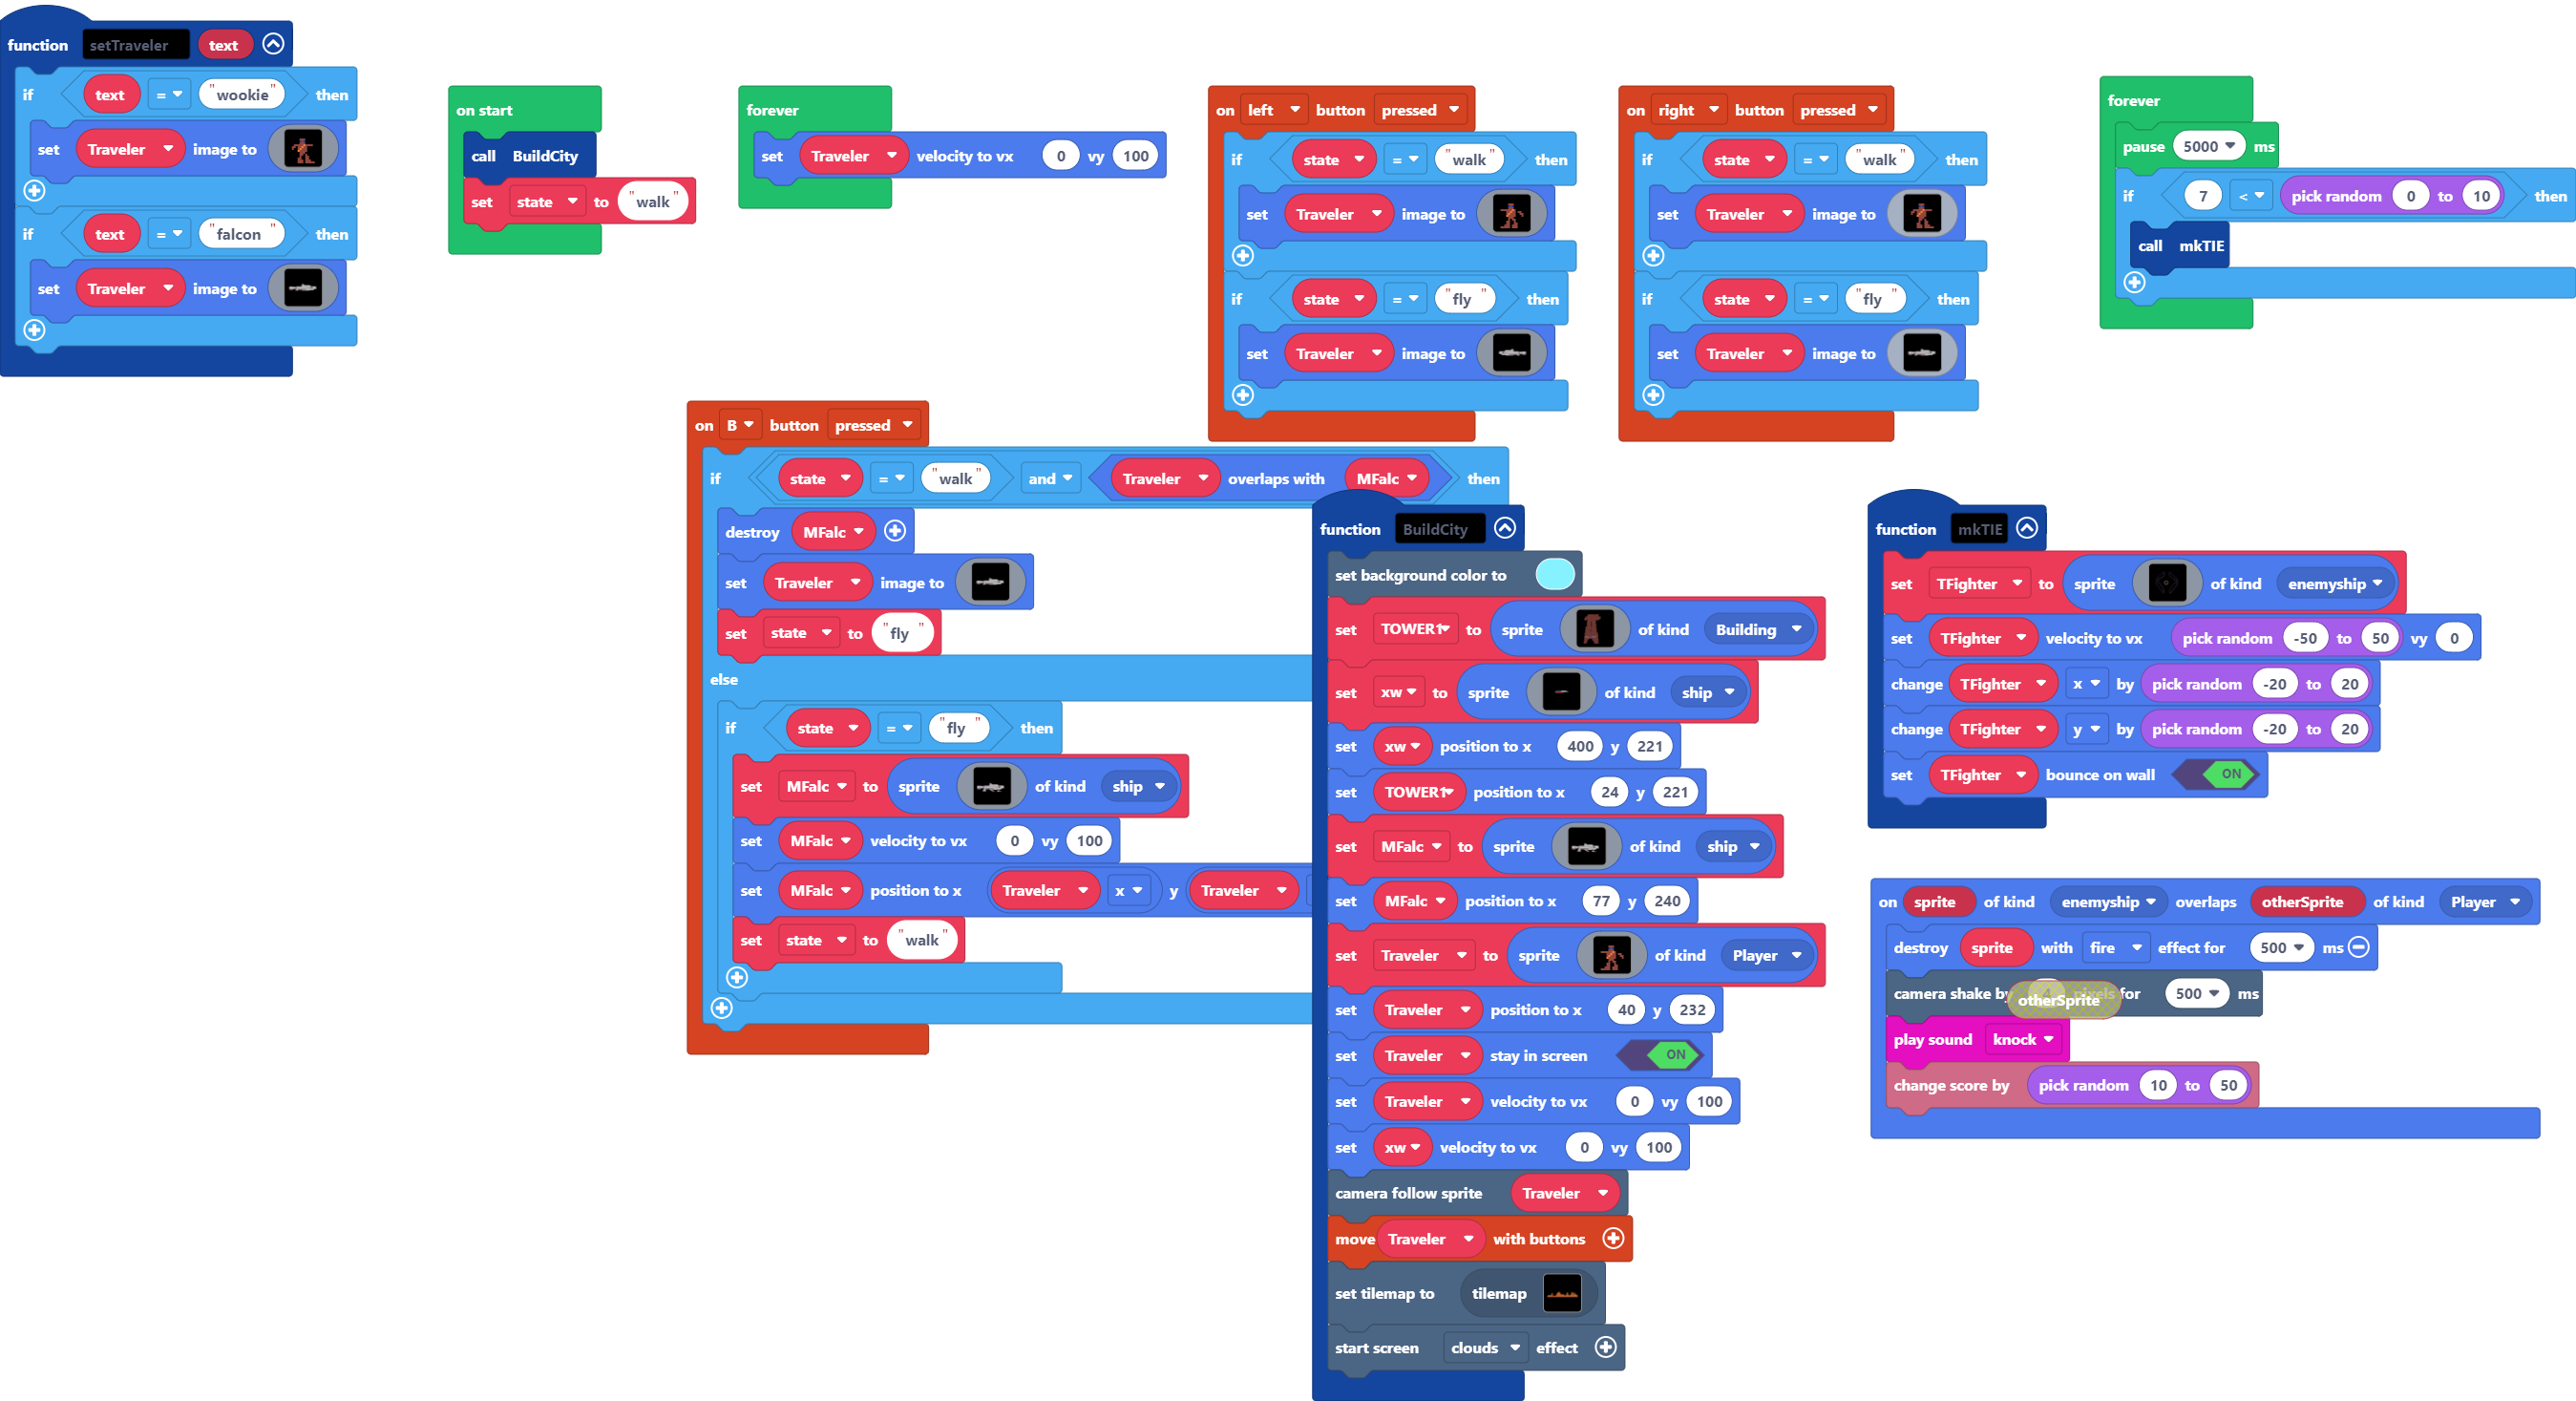 function setTraveler text
if text = "wookie" then
set Traveler image to
if text = "falcon" then
set Traveler image to
on start
call BuildCity
set state to "walk"
forever
set Traveler velocity to vx 0 vy 100
on left button pressed
if state = "walk" then
set Traveler image to
if state = "fly" then
set Traveler image to
on right button pressed
if state = "walk" then
set Traveler image to
if state = "fly" then
set Traveler image to
forever
pause 5000 ms
if 7 < pick random 0 to 10 then
call mkTIE
on B button pressed
if state = "walk" and Traveler overlaps with MFalc then
destroy MFalc
set Traveler image to
set state to "fly"
else
if state = "fly" then
set MFalc to sprite of kind ship
set MFalc velocity to vx 0 vy 100
set MFalc position to x Traveler x y Traveler
set state to "walk"
function BuildCity
set background color to
set TOWER1 to sprite of kind Building
set xw to sprite of kind ship
set xw position to x 400 y 221
set TOWER1 position to x 24 y 221
set MFalc to sprite of kind ship
set MFalc position to x 77 y 240
set Traveler to sprite of kind Player
set Traveler position to x 40 y 232
set Traveler stay in screen ON
set Traveler velocity to vx 0 vy 100
set xw velocity to vx 0 vy 100
camera follow sprite Traveler
move Traveler with buttons
set tilemap to tilemap
start screen clouds effect
function mkTIE
set TFighter to sprite of kind enemyship
set TFighter velocity to vx pick random -50 to 50 vy 0
change TFighter x by pick random -20 to 20
change TFighter y by pick random -20 to 20
set TFighter bounce on wall ON
on sprite of kind enemyship overlaps otherSprite of kind Player
destroy sprite with fire effect for 500 ms
camera shake by 4 pixels for 500 ms
otherSprite
play sound knock
change score by pick random 10 to 50